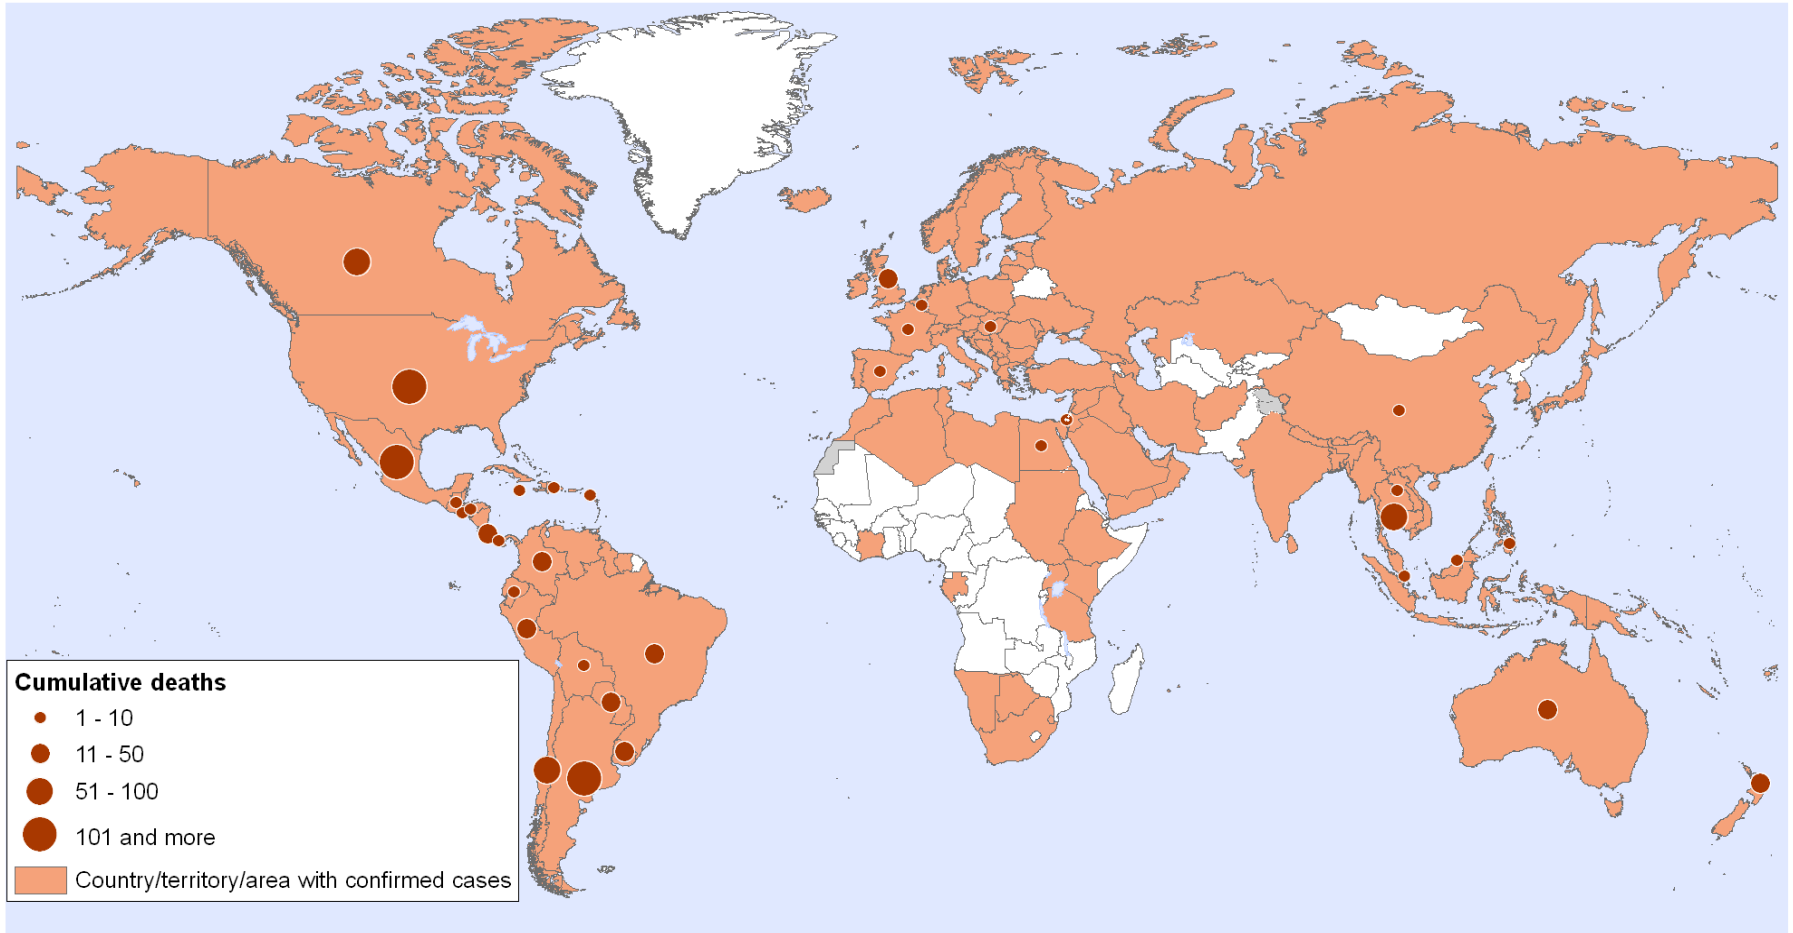 Cumulative deaths
1 - 10
11 - 50
51 - 100
101 and more
Country/territory/area with confirmed cases